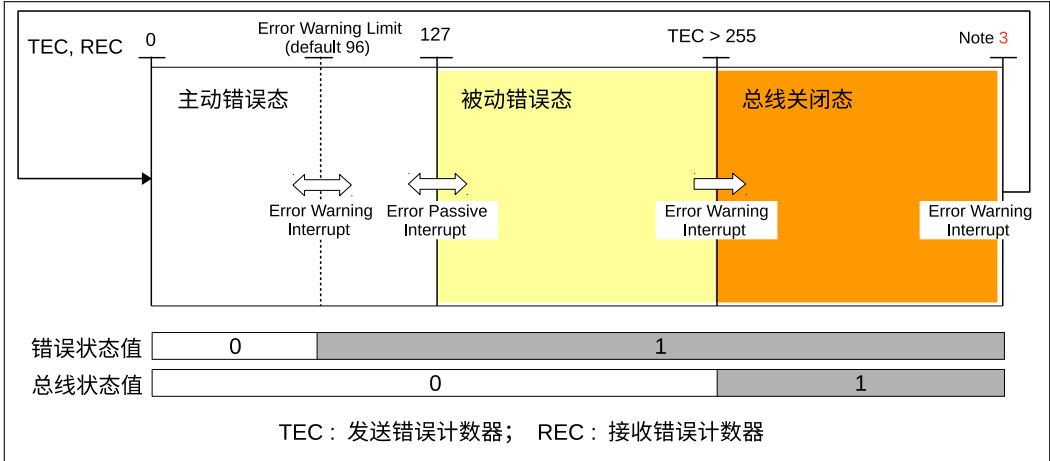 TEC, REC
0
Error Warning Limit
(default 96)
127
TEC > 255
Note 3
主动错误态
被动错误态
总线关闭态
Error Warning
Interrupt
Error Passive
Interrupt
Error Warning
Interrupt
Error Warning
Interrupt
错误状态值 0 1
总线状态值 0 1
TEC : 发送错误计数器; REC : 接收错误计数器